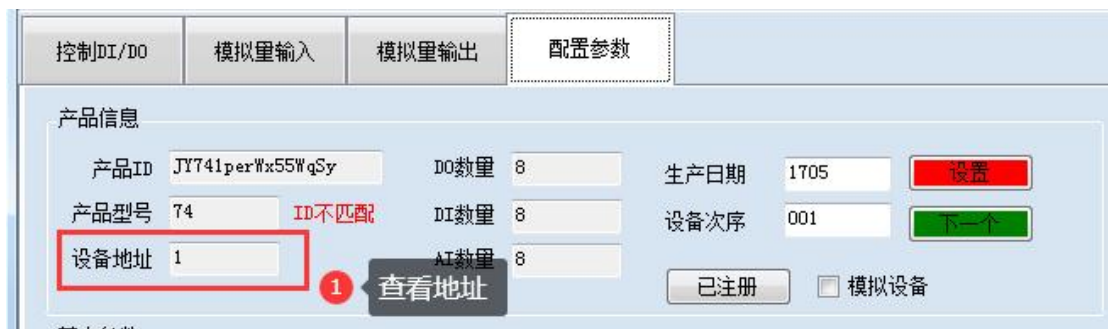 控制DI/DO 模拟里输入 模拟里输出 配置参数
产品信息
产品ID JY741perWx55WqSy DO数量 8 生产日期 1705 设置
产品型号 74 ID不匹配 DI数量 8 设备次序 001 下一个
设备地址 1 AI数量 8
1 查看地址 已注册 模拟设备